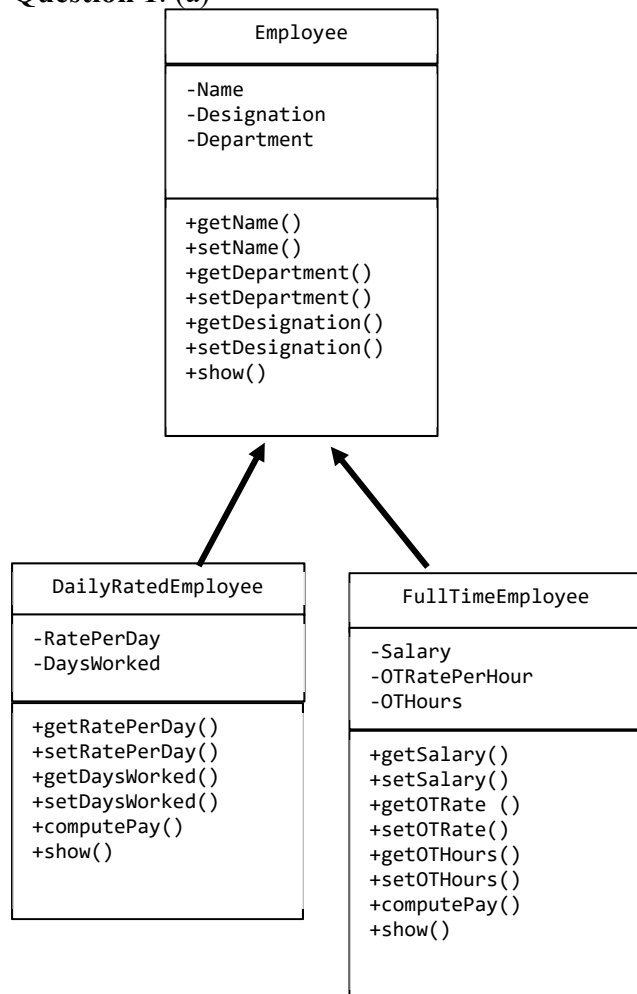 Question 1. (a)
Employee
-Name
-Designation
-Department
+getName()
+setName()
+getDepartment()
+setDepartment()
+getDesignation()
+setDesignation()
+show()
DailyRatedEmployee
-RatePerDay
-DaysWorked
+getRatePerDay()
+setRatePerDay()
+getDaysWorked()
+setDaysWorked()
+computePay()
+show()
FullTimeEmployee
-Salary
-OTRatePerHour
-OTHours
+getSalary()
+setSalary()
+getOTRate ()
+setOTRate()
+getOTHours()
+setOTHours()
+computePay()
+show()